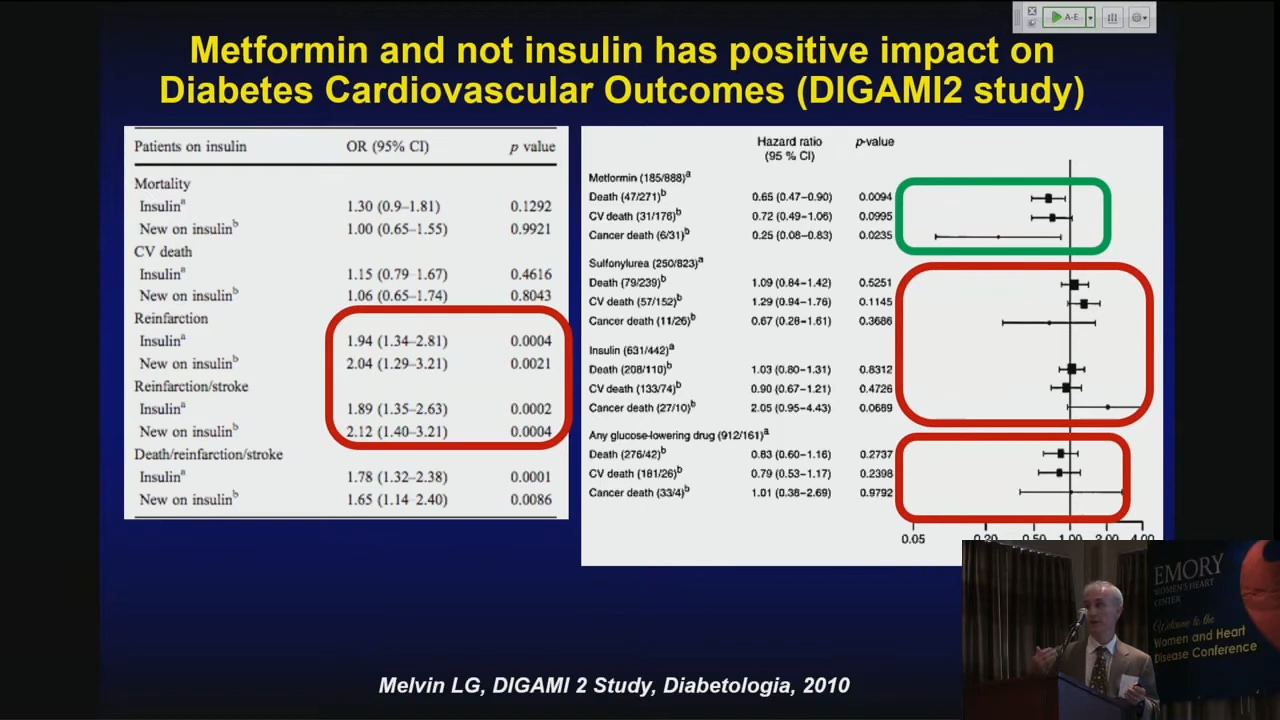 A-E
Metformin and not insulin has positive impact on
Diabetes Cardiovascular Outcomes (DIGAMI2 study)
Patients on insulin OR (95% CI) p value
Mortality
Insulinᵃ 1.30 (0.9–1.81) 0.1292
New on insulinᵇ 1.00 (0.65–1.55) 0.9921
CV death
Insulinᵃ 1.15 (0.79–1.67) 0.4616
New on insulinᵇ 1.06 (0.65–1.74) 0.8043
Reinfarction
Insulinᵃ 1.94 (1.34–2.81) 0.0004
New on insulinᵇ 2.04 (1.29–3.21) 0.0021
Reinfarction/stroke
Insulinᵃ 1.89 (1.35–2.63) 0.0002
New on insulinᵇ 2.12 (1.40–3.21) 0.0004
Death/reinfarction/stroke
Insulinᵃ 1.78 (1.32–2.38) 0.0001
New on insulinᵇ 1.65 (1.14–2.40) 0.0086
Hazard ratio p-value
(95 % CI)
Metformin (185/888)ᵃ
Death (47/271)ᵇ 0.65 (0.47–0.90) 0.0094
CV death (31/176)ᵇ 0.72 (0.49–1.06) 0.0995
Cancer death (6/31)ᵇ 0.25 (0.08–0.83) 0.0235
Sulfonylurea (250/823)ᵃ
Death (79/239)ᵇ 1.09 (0.84–1.42) 0.5251
CV death (57/152)ᵇ 1.29 (0.94–1.76) 0.1145
Cancer death (11/26)ᵇ 0.67 (0.28–1.61) 0.3686
Insulin (631/442)ᵃ
Death (208/110)ᵇ 1.03 (0.80–1.31) 0.8312
CV death (133/74)ᵇ 0.90 (0.67–1.21) 0.4726
Cancer death (27/10)ᵇ 2.05 (0.95–4.43) 0.0689
Any glucose-lowering drug (912/161)ᵃ
Death (276/42)ᵇ 0.83 (0.60–1.16) 0.2737
CV death (181/26)ᵇ 0.79 (0.53–1.17) 0.2398
Cancer death (33/4)ᵇ 1.01 (0.38–2.69) 0.9792
0.05 0.20 0.50 1.00 2.00 4.00
Melvin LG, DIGAMI 2 Study, Diabetologia, 2010
EMORY
WOMEN'S HEART
CENTER
Welcome to the
Women and Heart
Disease Conference